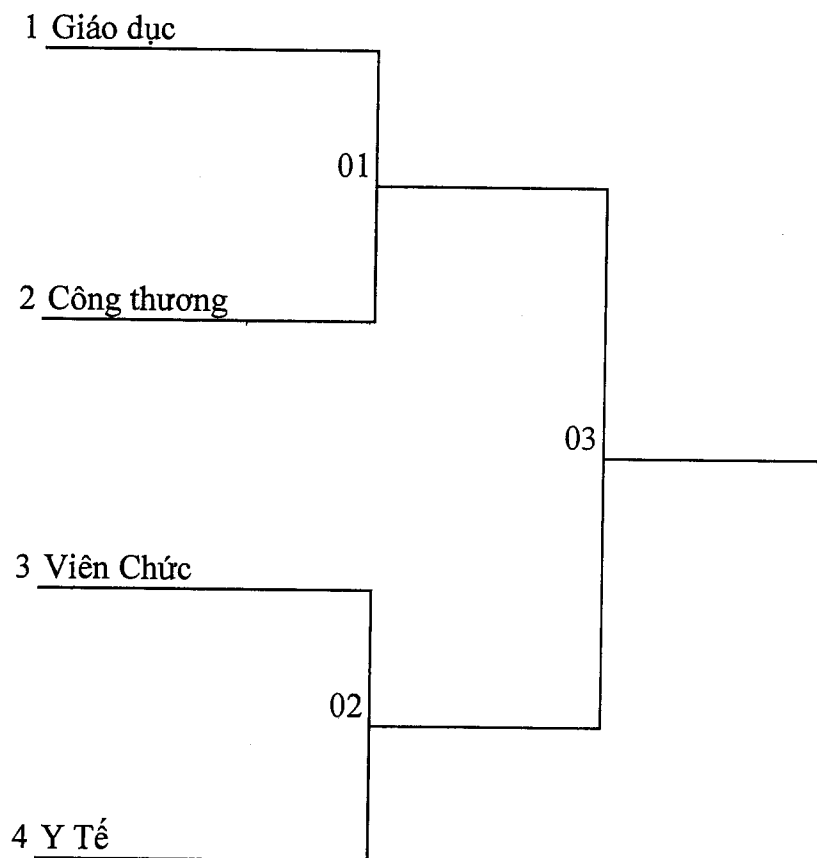 1 Giáo dục
01
2 Công thương
03
3 Viên Chức
02
4 Y Tế